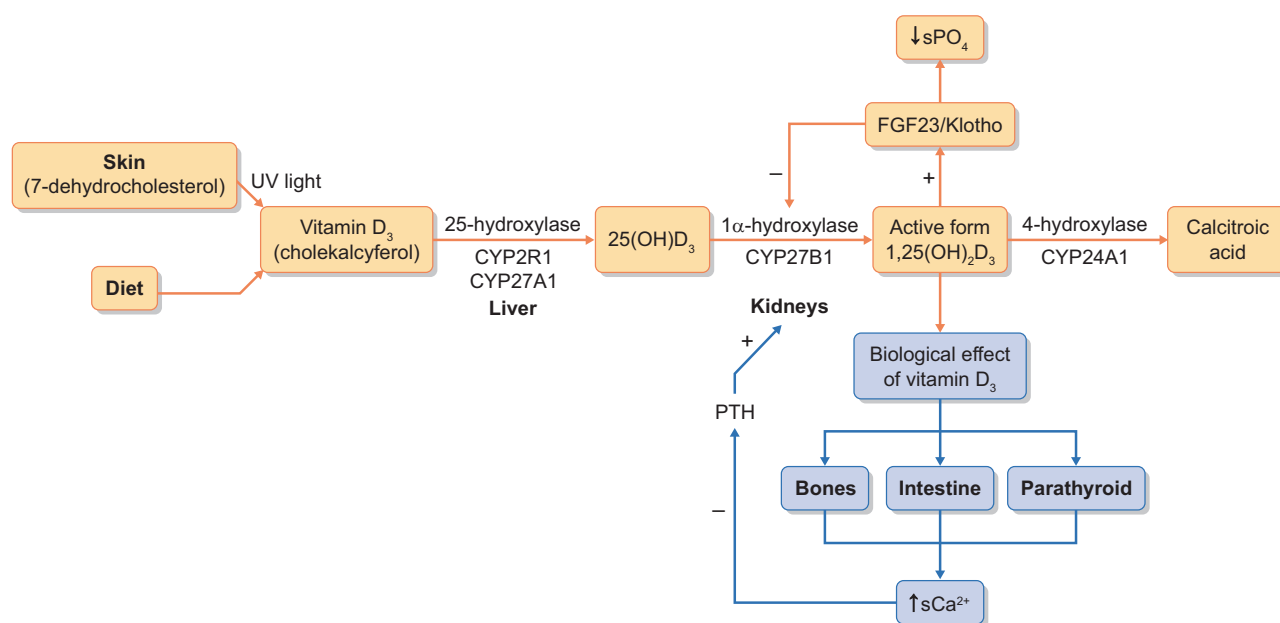 ↓sPO₄
FGF23/Klotho
Skin
(7-dehydrocholesterol)
UV light
–
+
Vitamin D₃
(cholekalcyferol)
25-hydroxylase
CYP2R1
CYP27A1
Liver
25(OH)D₃
1α-hydroxylase
CYP27B1
Kidneys
Active form
1,25(OH)₂D₃
4-hydroxylase
CYP24A1
Calcitroic
acid
Diet
+
Biological effect
of vitamin D₃
PTH
Bones
Intestine
Parathyroid
–
↑sCa²⁺